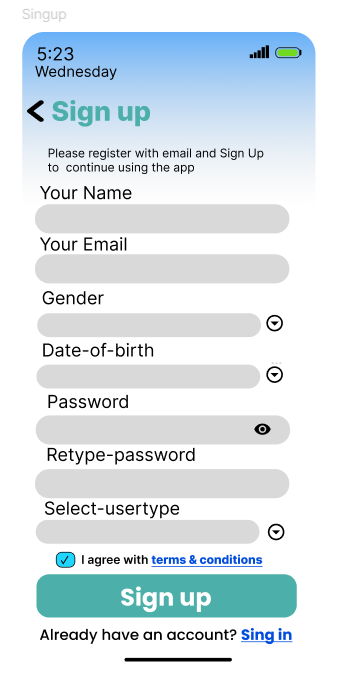 Singup
5:23
Wednesday
Sign up
Please register with email and Sign Up
to continue using the app
Your Name
Your Email
Gender
Date-of-birth
Password
Retype-password
Select-usertype
I agree with terms & conditions
Sign up
Already have an account? Sing in